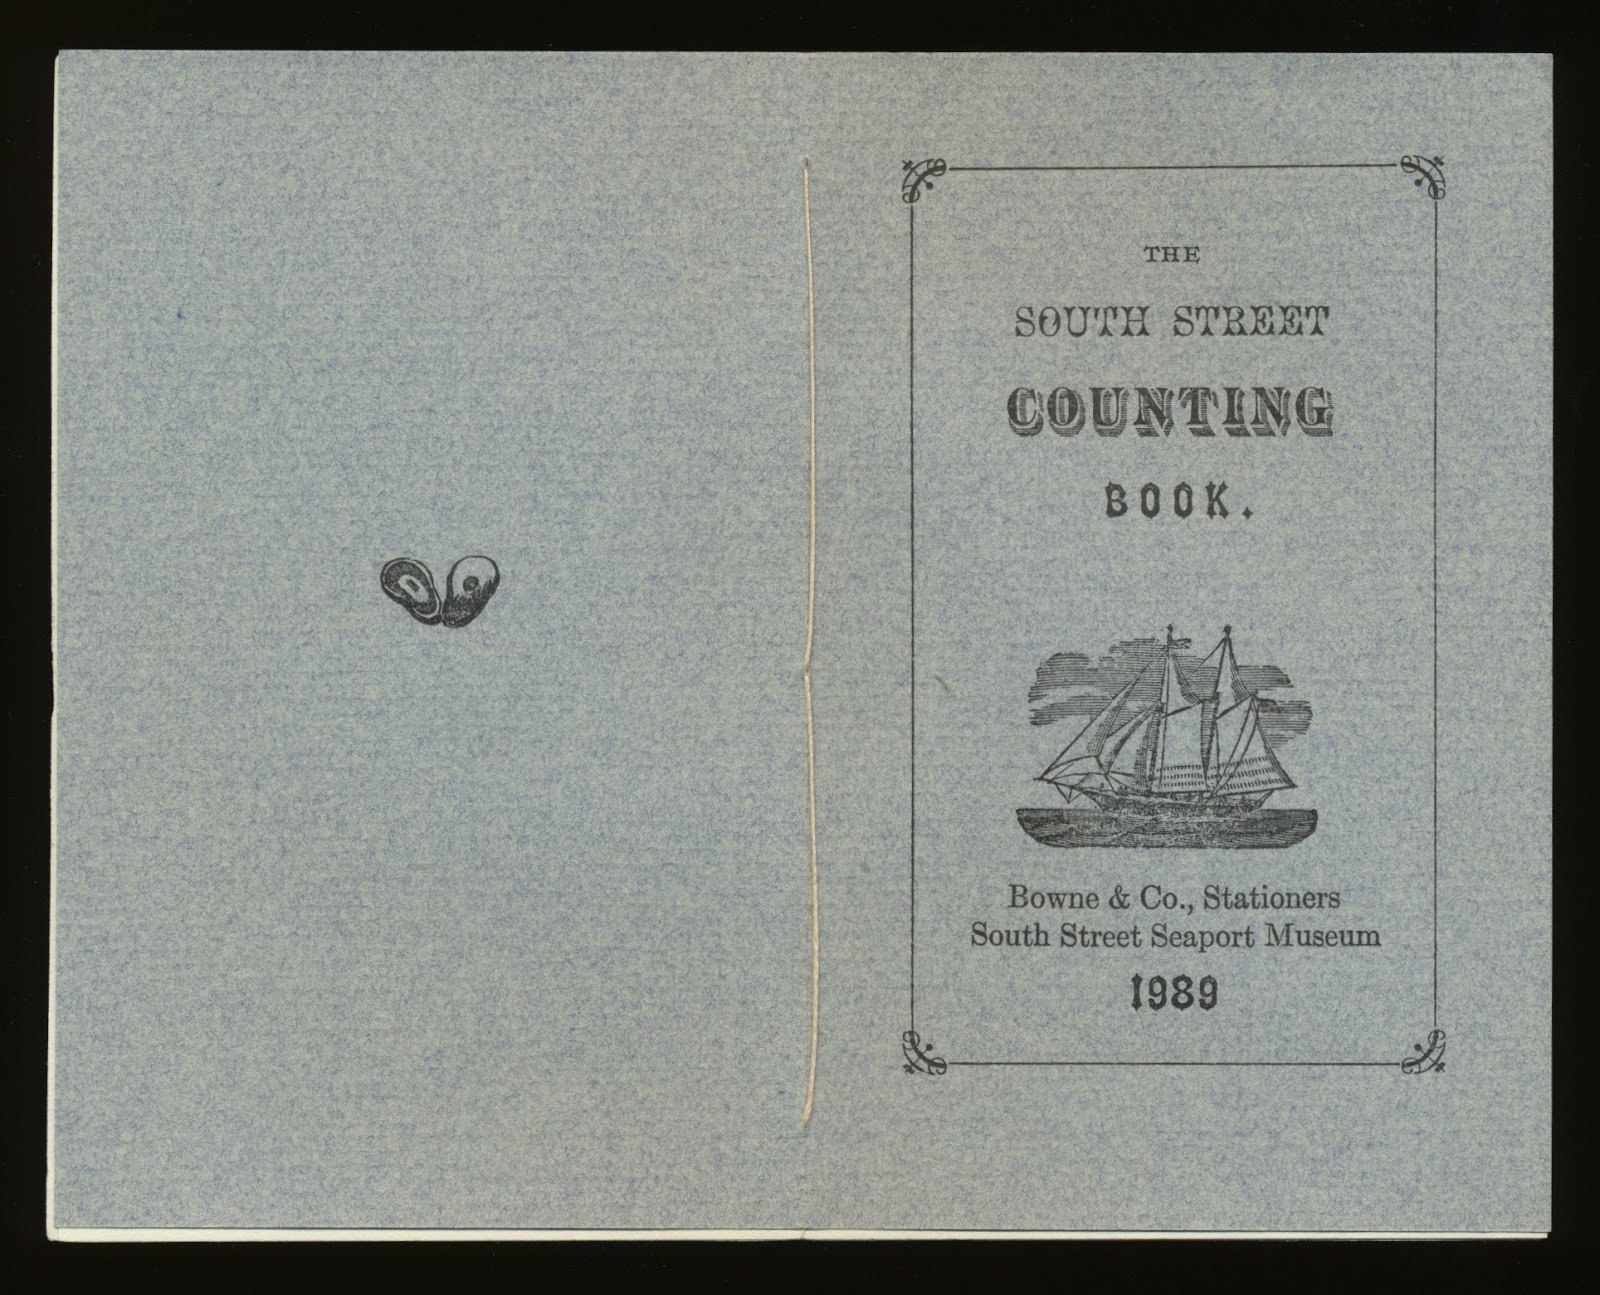 THE
SOUTH STREET
COUNTING
BOOK.
Bowne & Co., Stationers
South Street Seaport Museum
1989